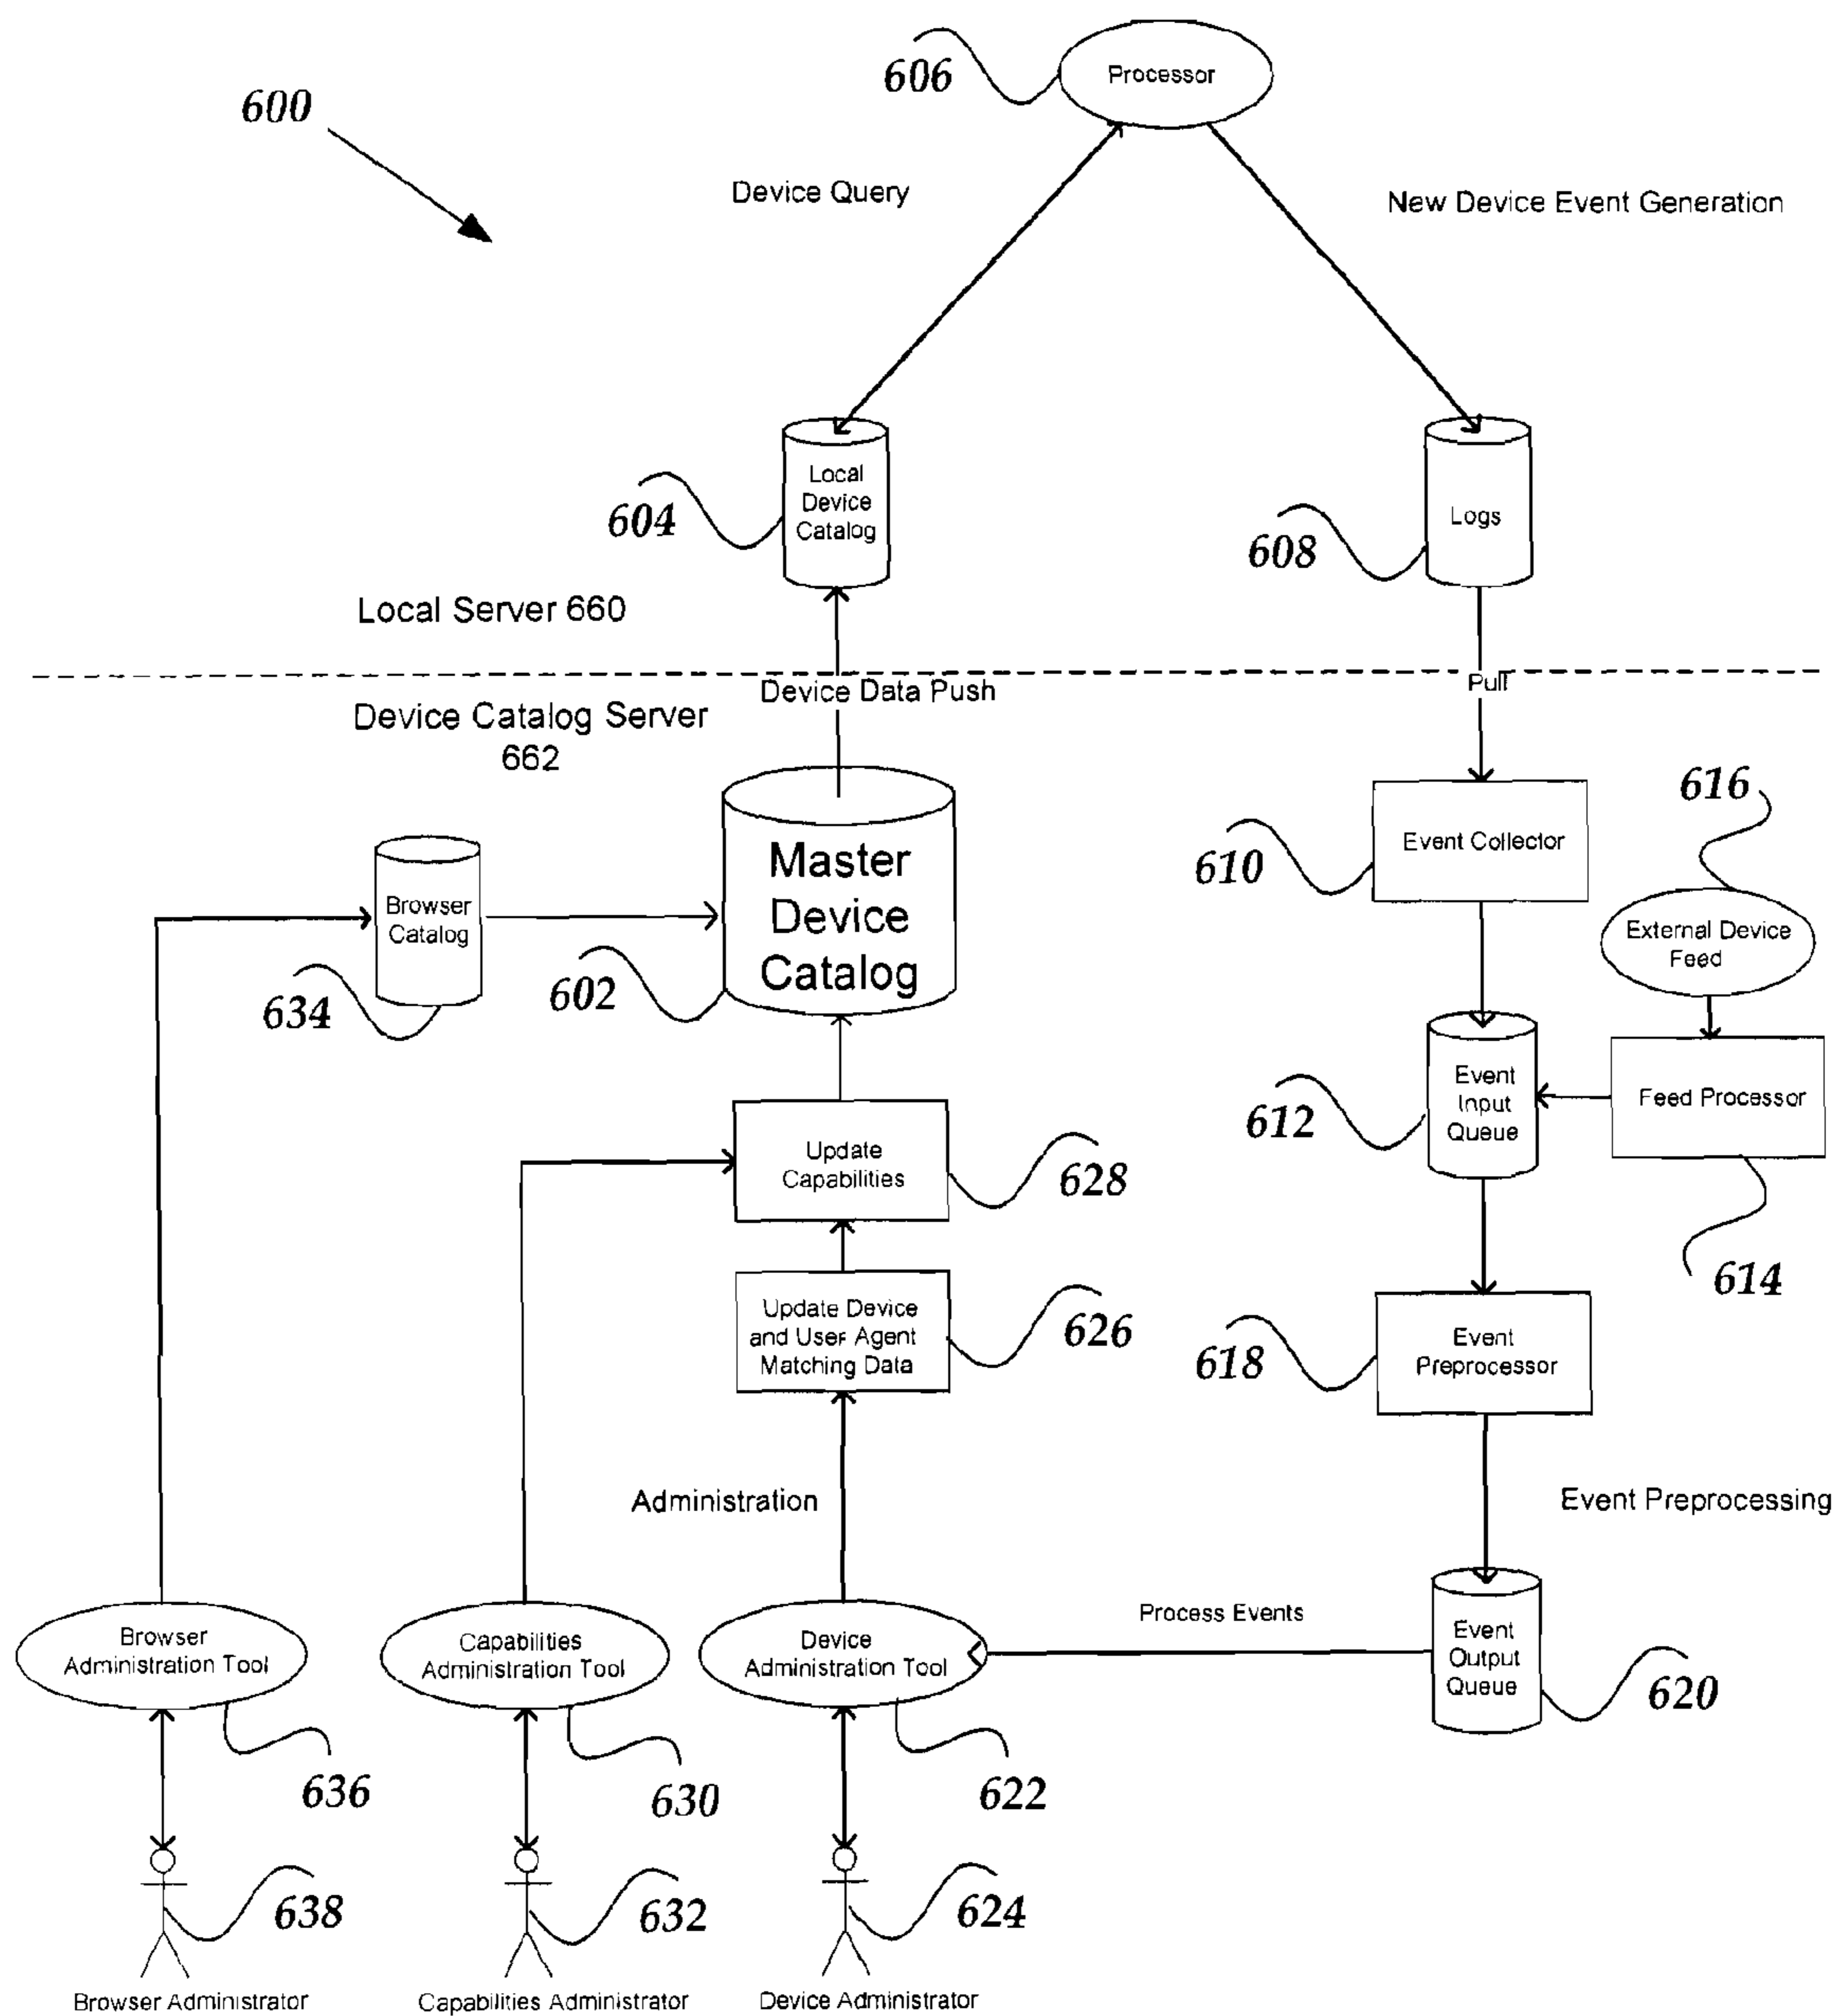 606
Processor
600
Device Query
New Device Event Generation
Local
Device
Catalog
604
Logs
608
Local Server 660
Device Data Push
Pull
Device Catalog Server
662
616
Event Collector
610
Master
Device
Catalog
Browser
Catalog
External Device
Feed
634
602
Event
Input
Queue
Feed Processor
612
Update
Capabilities
628
614
Update Device
and User Agent
Matching Data
626
Event
Preprocessor
618
Administration
Event Preprocessing
Process Events
Browser
Administration Tool
Capabilities
Administration Tool
Device
Administration Tool
Event
Output
Queue
620
636
630
622
638
632
624
Browser Administrator
Capabilities Administrator
Device Administrator